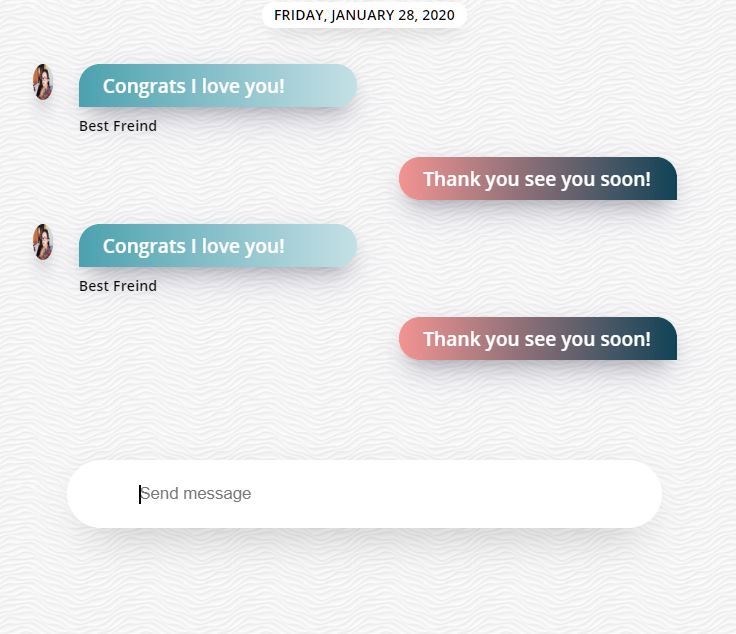 FRIDAY, JANUARY 28, 2020
Congrats I love you!
Best Freind
Thank you see you soon!
Congrats I love you!
Best Freind
Thank you see you soon!
Send message